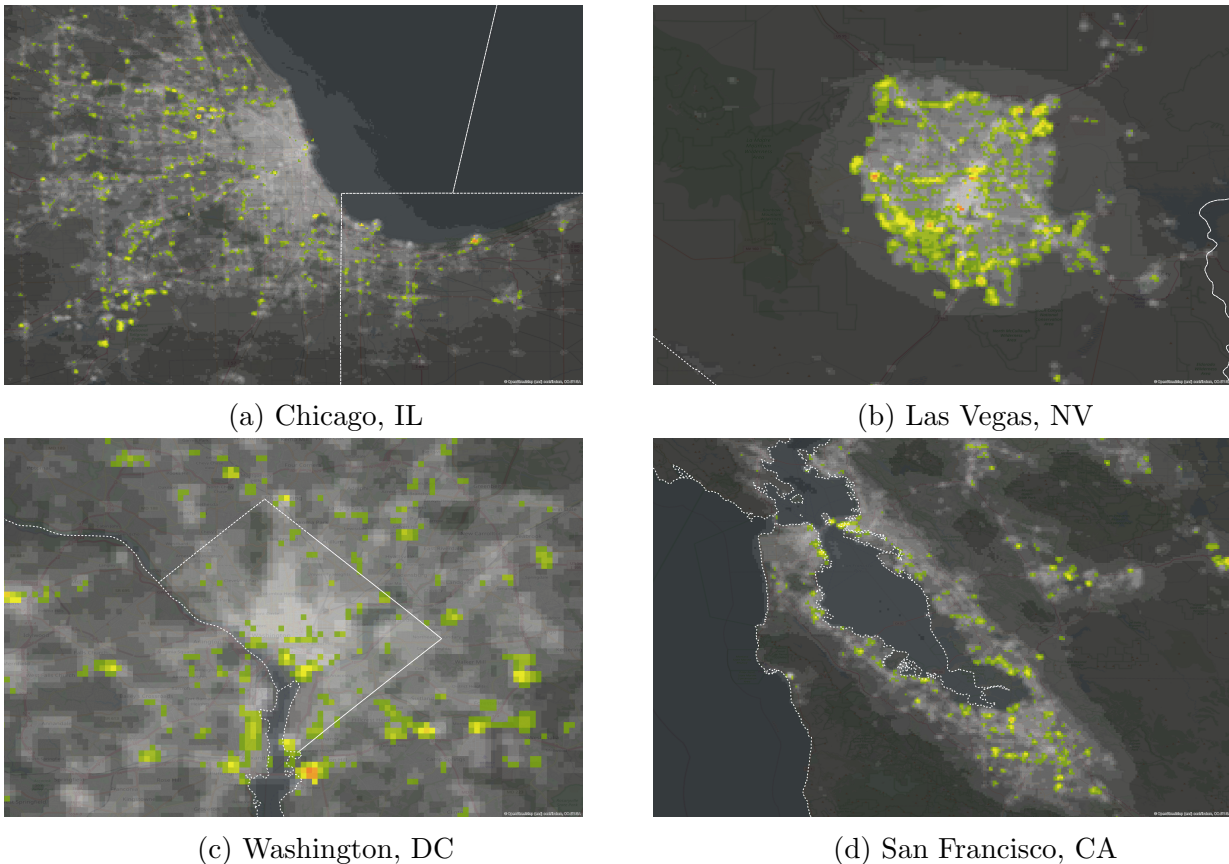 (a) Chicago, IL
(b) Las Vegas, NV
(c) Washington, DC
(d) San Francisco, CA